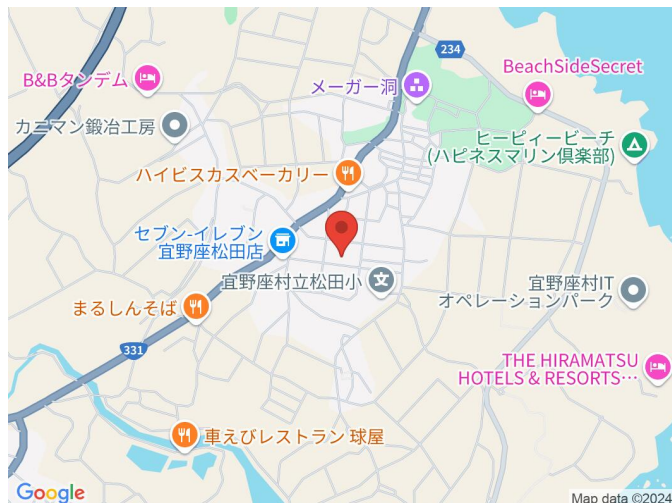 234
BeachSideSecret
B&Bタンデム
メーガー洞
カニマン鍛冶工房
ヒーピィービーチ
(ハピネスマリン倶楽部)
ハイビスカスベーカリー
セブン-イレブン
宜野座松田店
宜野座村立松田小
文
宜野座村IT
オペレーションパーク
まるしんそば
331
THE HIRAMATSU
HOTELS & RESORTS…
車えびレストラン 球屋
Google
Map data ©2024